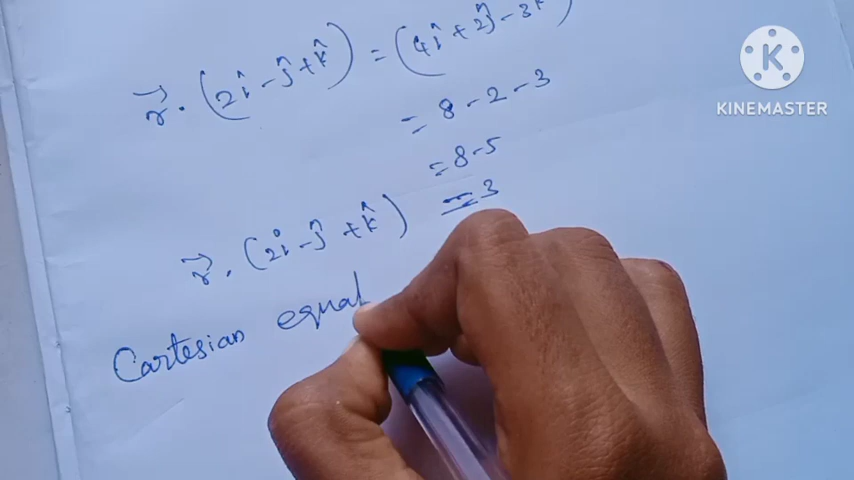 r⃗ · (2î - ĵ + k̂) = (4î + 2ĵ - 3k̂)
= 8 - 2 - 3
= 8 - 5
= 3
r⃗ · (2î - ĵ + k̂)
Cartesian equat
K
KINEMASTER